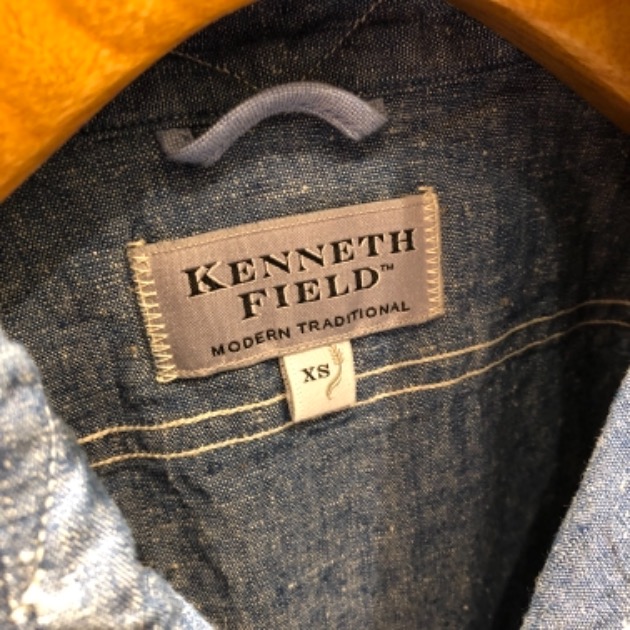 KENNETH
FIELD™
MODERN TRADITIONAL
XS